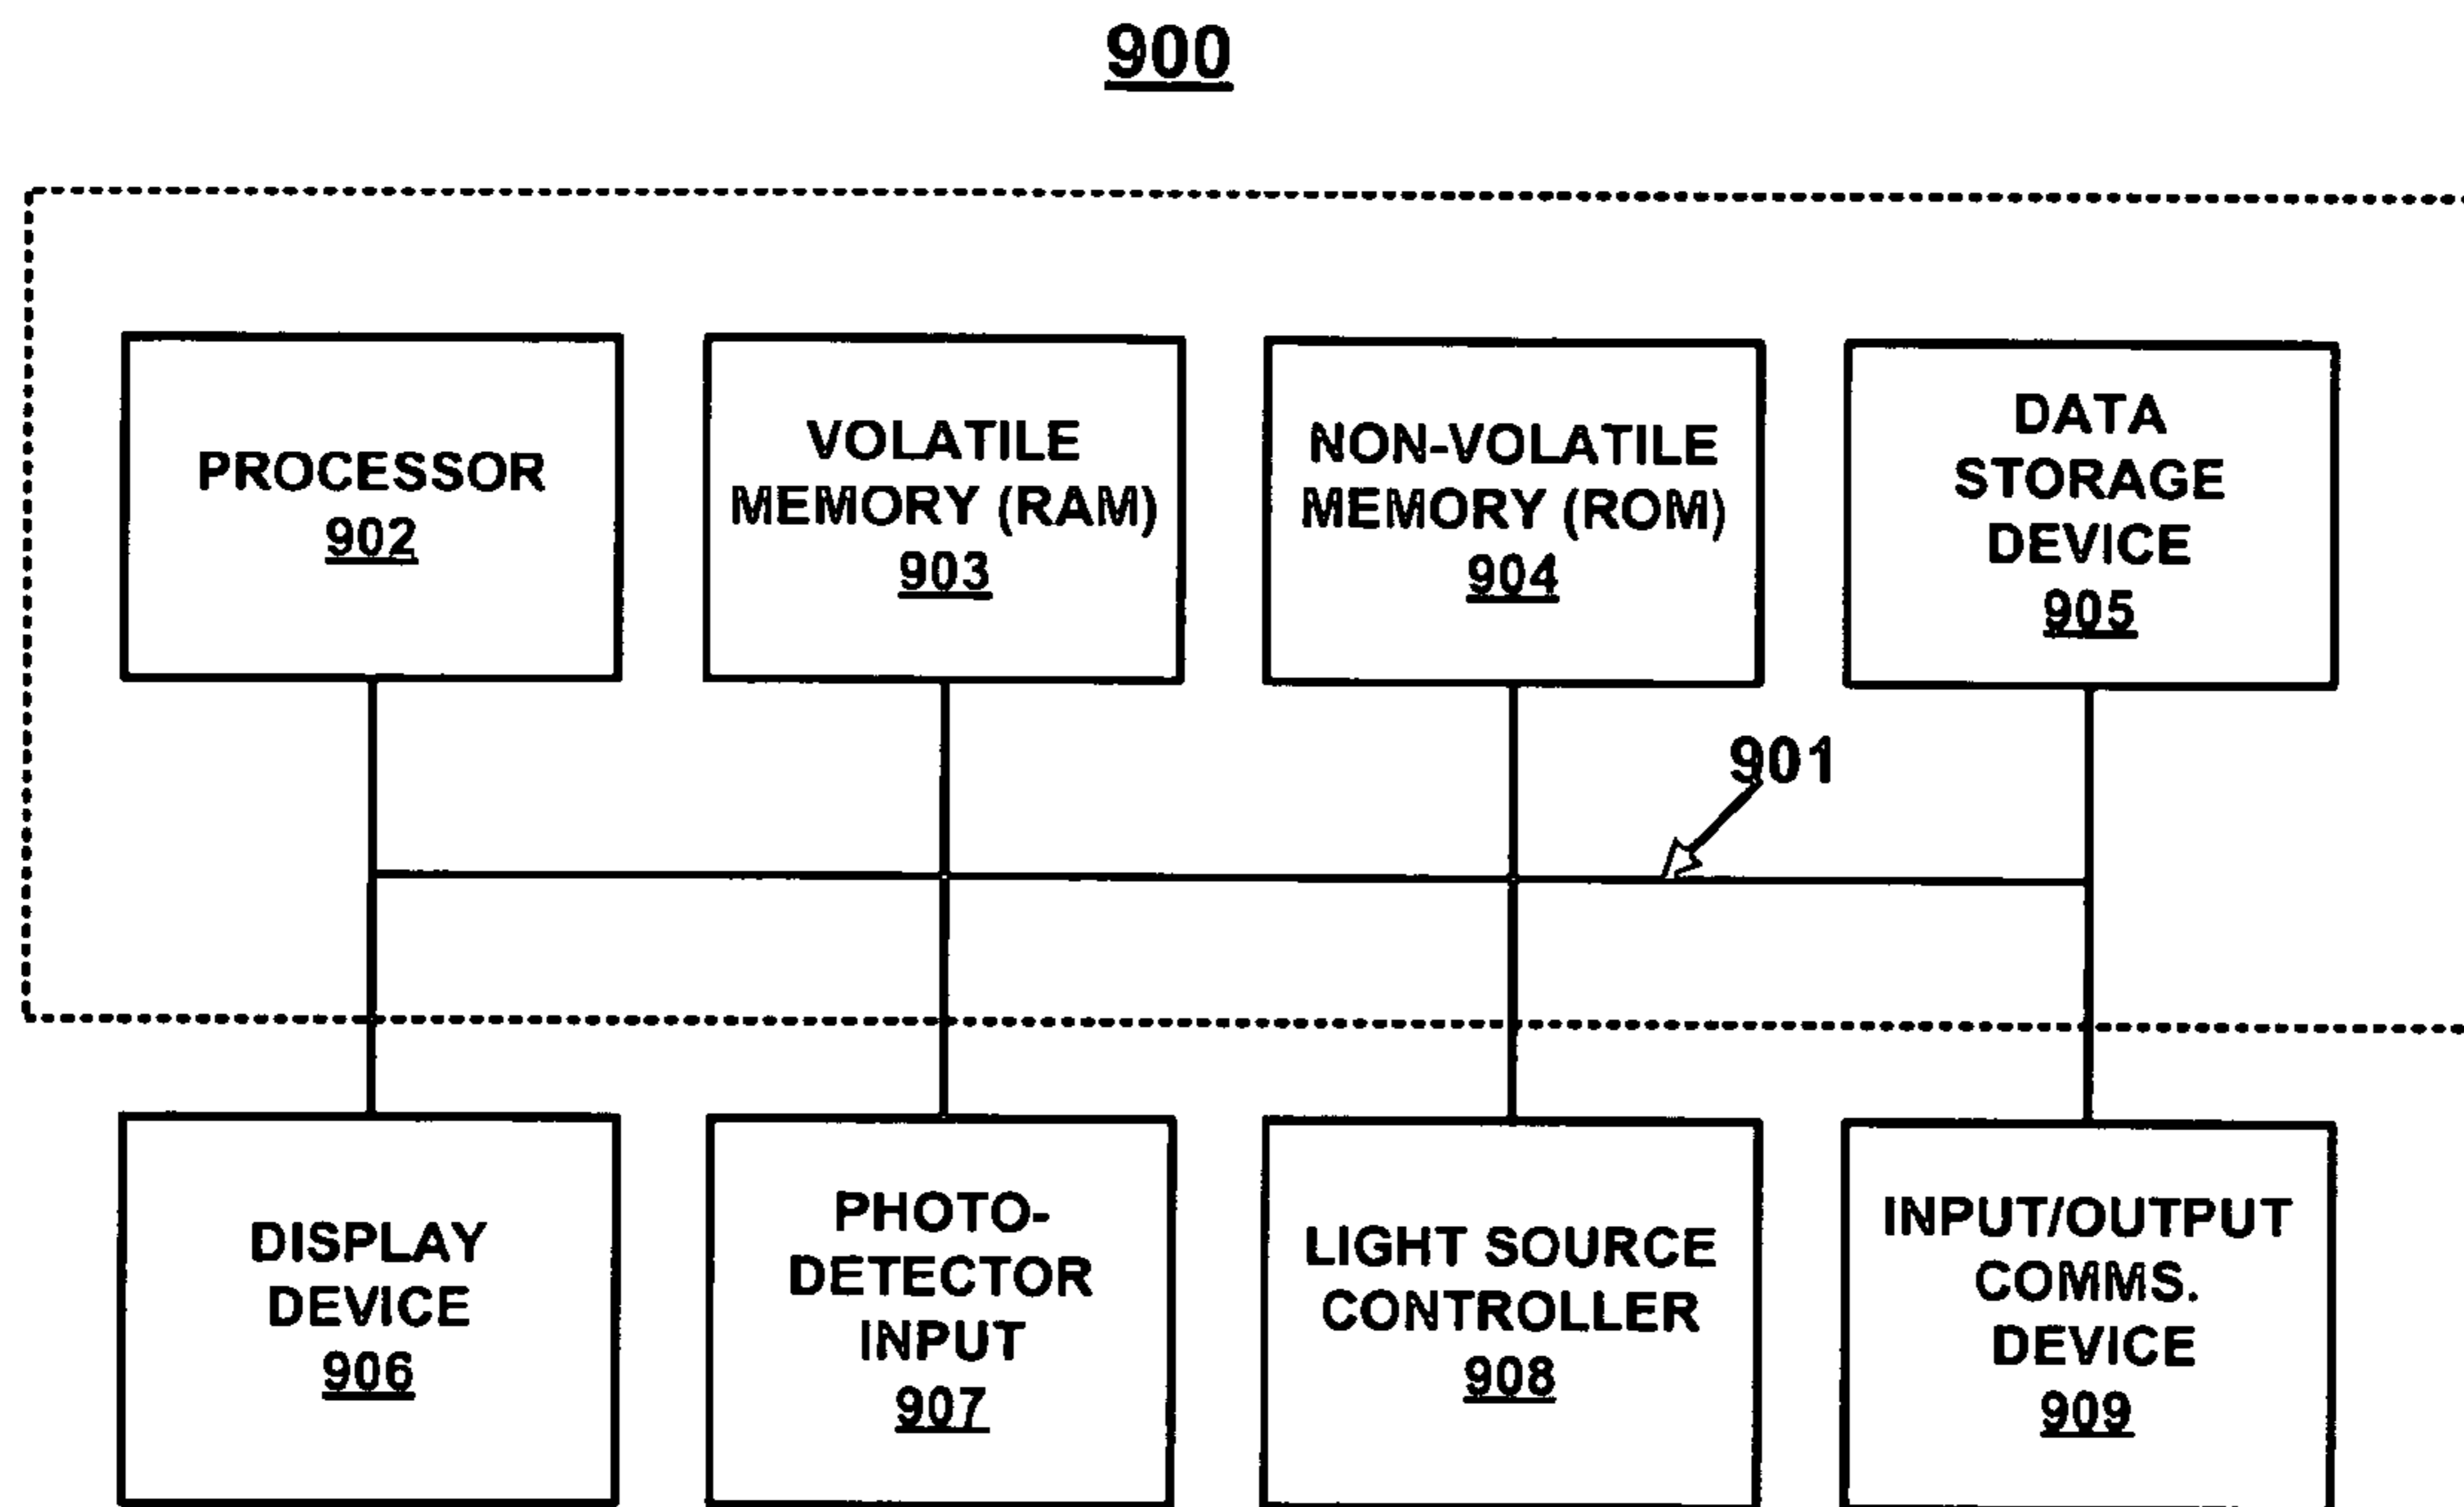 900
PROCESSOR
902
VOLATILE
MEMORY (RAM)
903
NON-VOLATILE
MEMORY (ROM)
904
DATA
STORAGE
DEVICE
905
901
DISPLAY
DEVICE
906
PHOTO-
DETECTOR
INPUT
907
LIGHT SOURCE
CONTROLLER
908
INPUT/OUTPUT
COMMS.
DEVICE
909